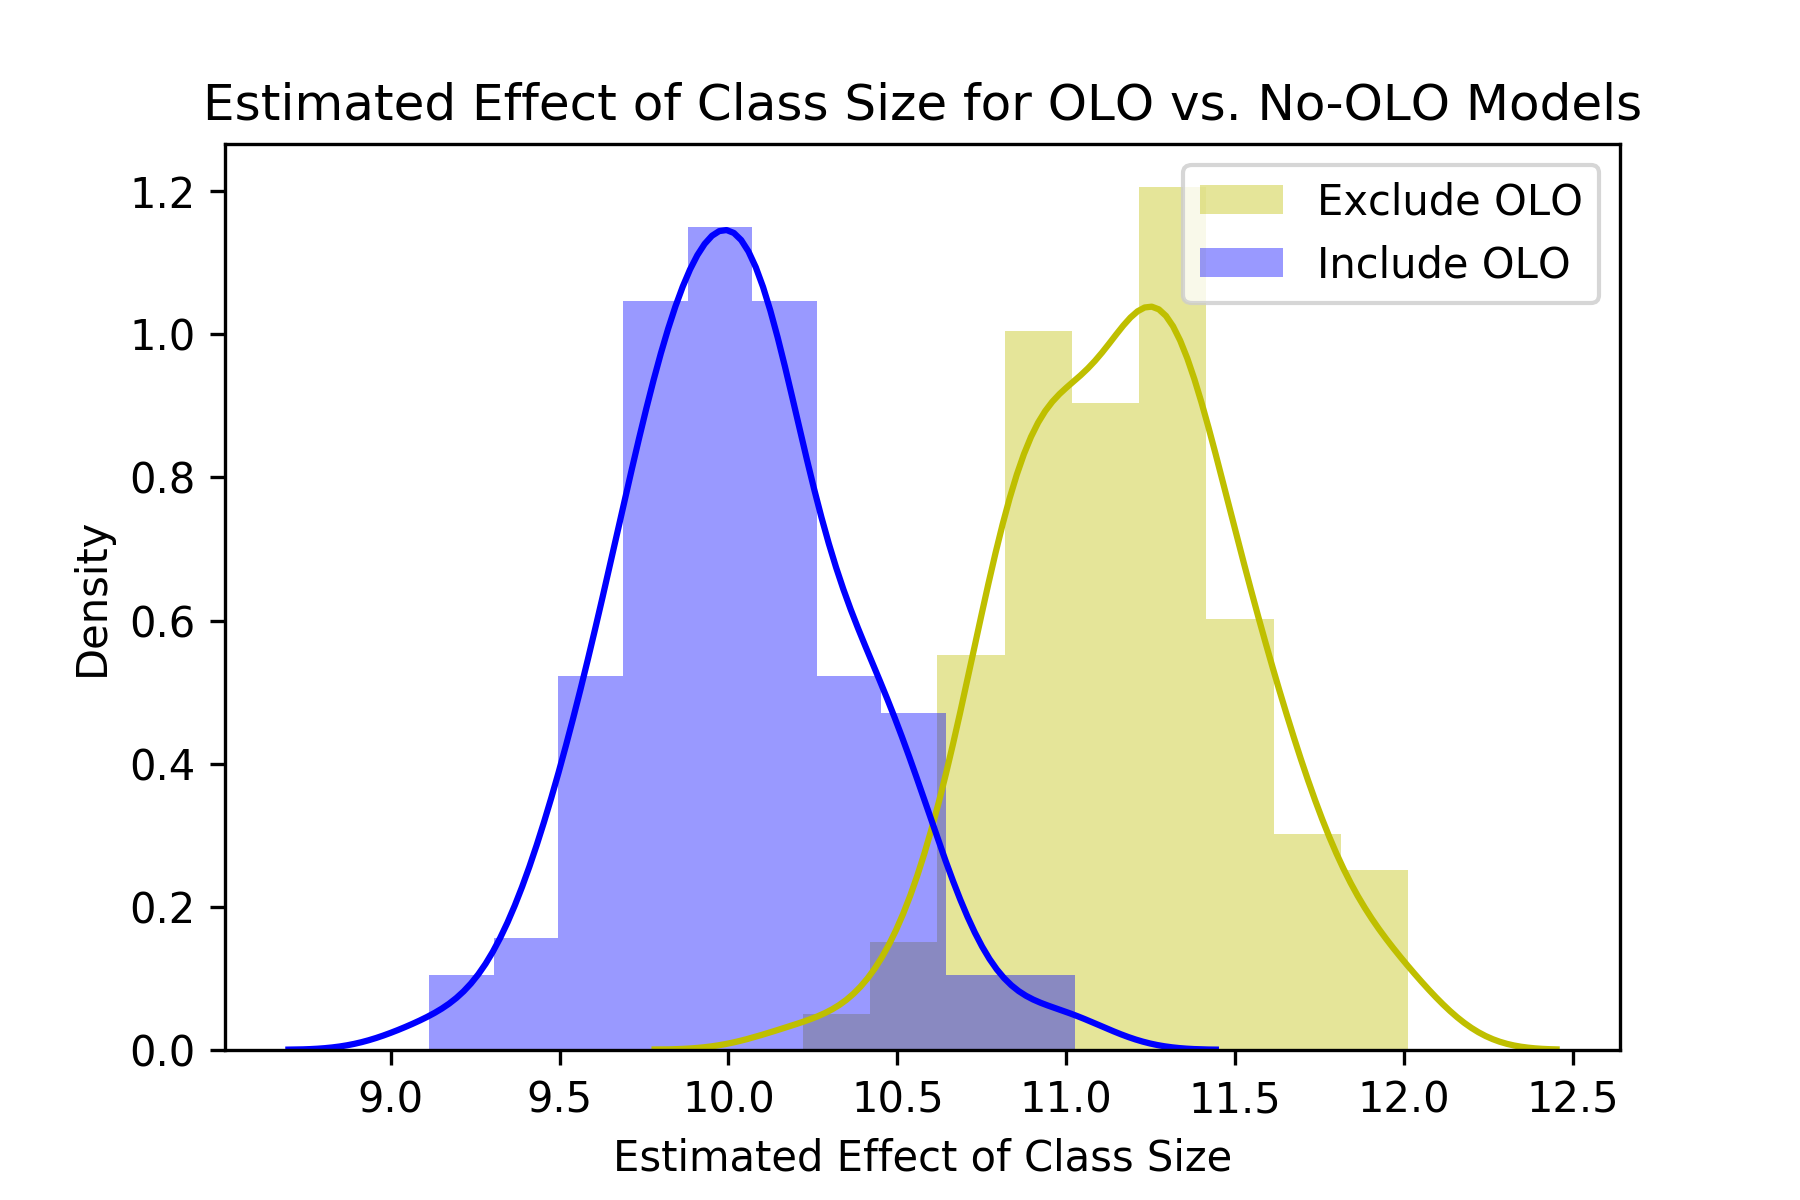 Estimated Effect of Class Size for OLO vs. No-OLO Models
Exclude OLO
Include OLO
Density
1.2
1.0
0.8
0.6
0.4
0.2
0.0
9.0 9.5 10.0 10.5 11.0 11.5 12.0 12.5
Estimated Effect of Class Size